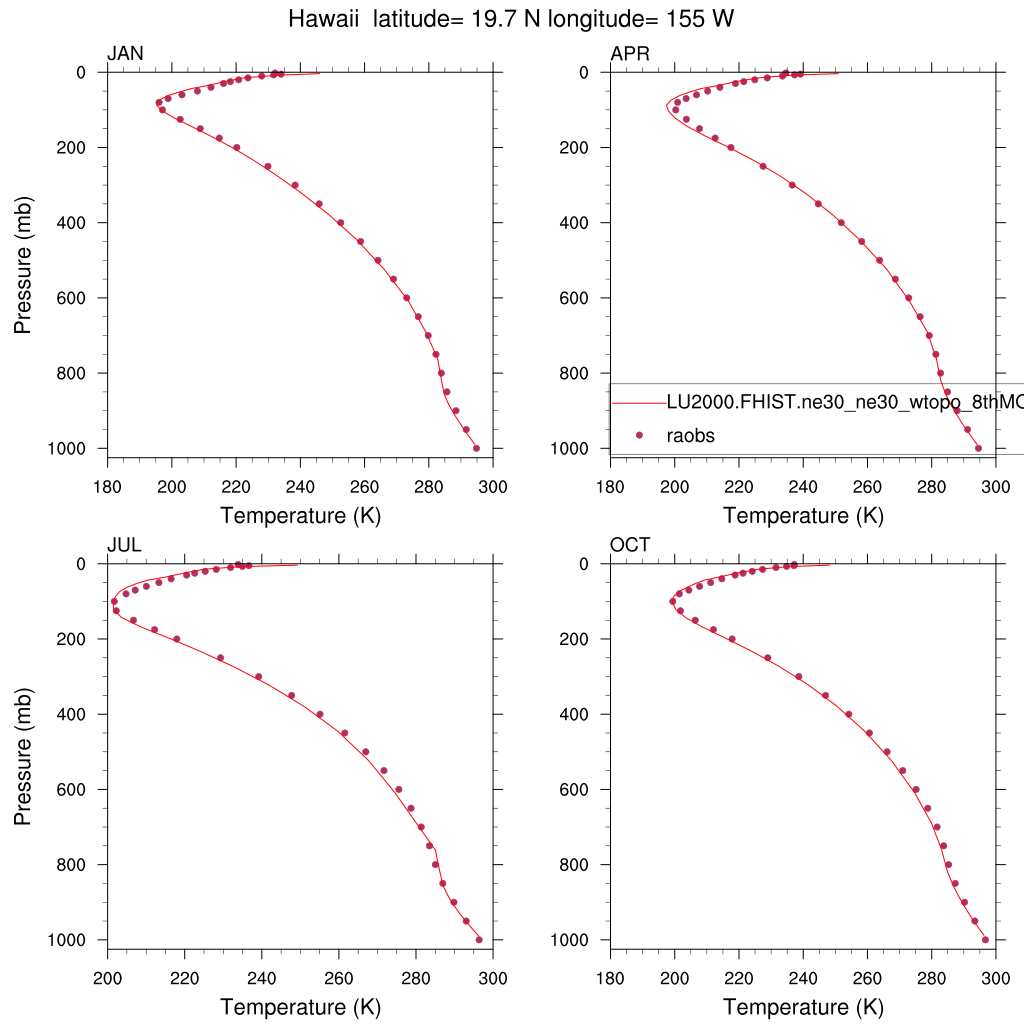 Hawaii  latitude= 19.7 N longitude= 155 W
JAN
0
200
400
600
800
1000
Pressure (mb)
180 200 220 240 260 280 300
Temperature (K)
APR
0
200
400
600
800
1000
LU2000.FHIST.ne30_ne30_wtopo_8thMC
raobs
180 200 220 240 260 280 300
Temperature (K)
JUL
0
200
400
600
800
1000
Pressure (mb)
200 220 240 260 280 300
Temperature (K)
OCT
0
200
400
600
800
1000
180 200 220 240 260 280 300
Temperature (K)